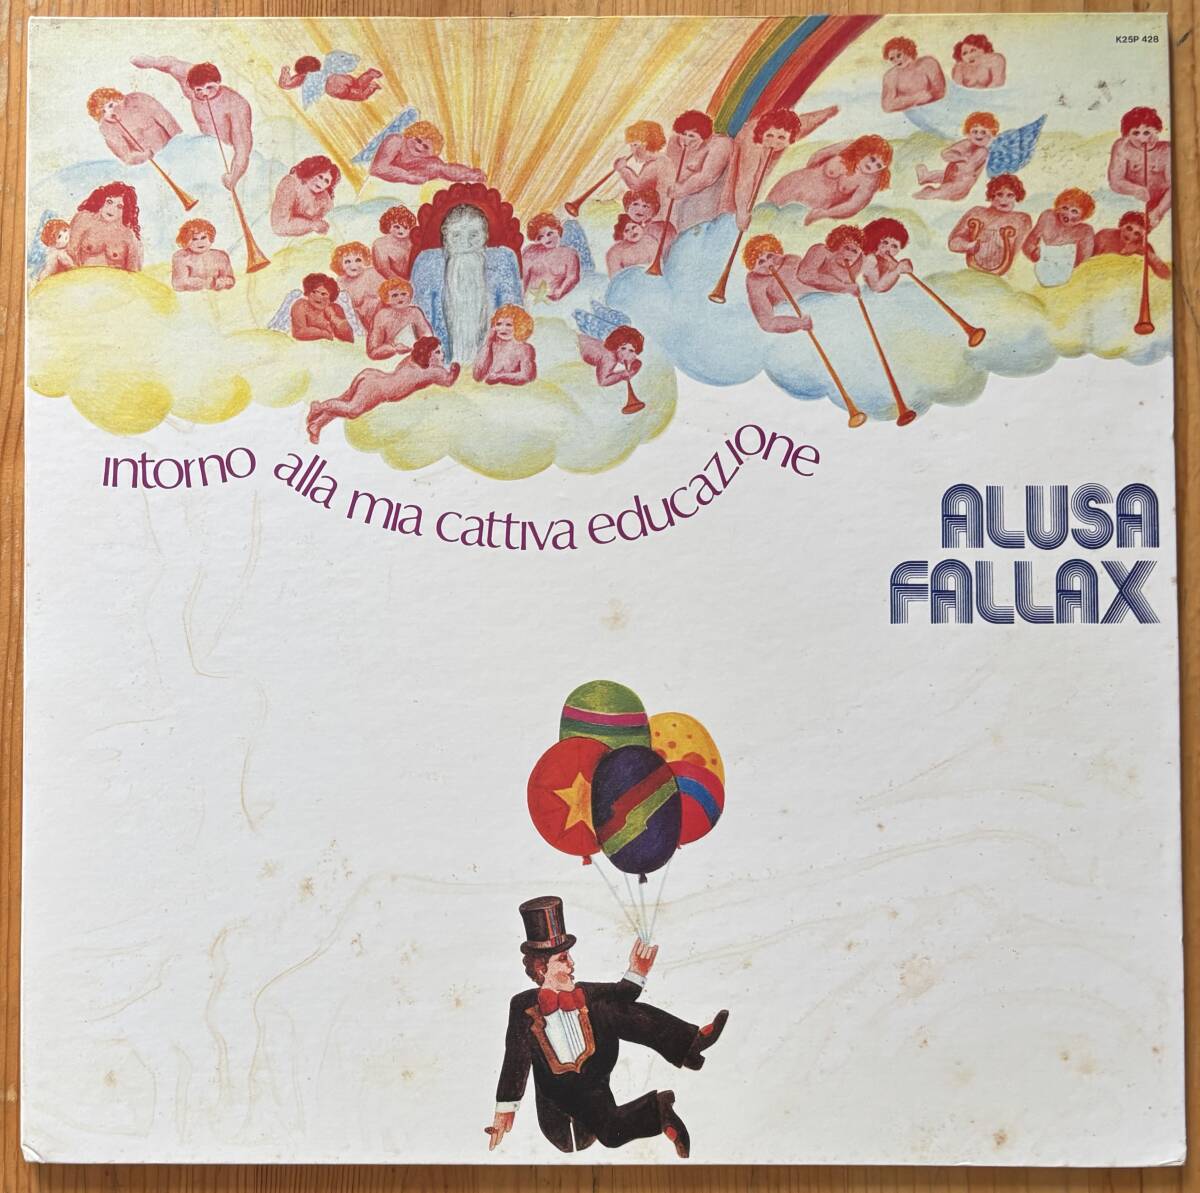 K25P 428
intorno alla mia cattiva educazione
ALUSA
FALLAX